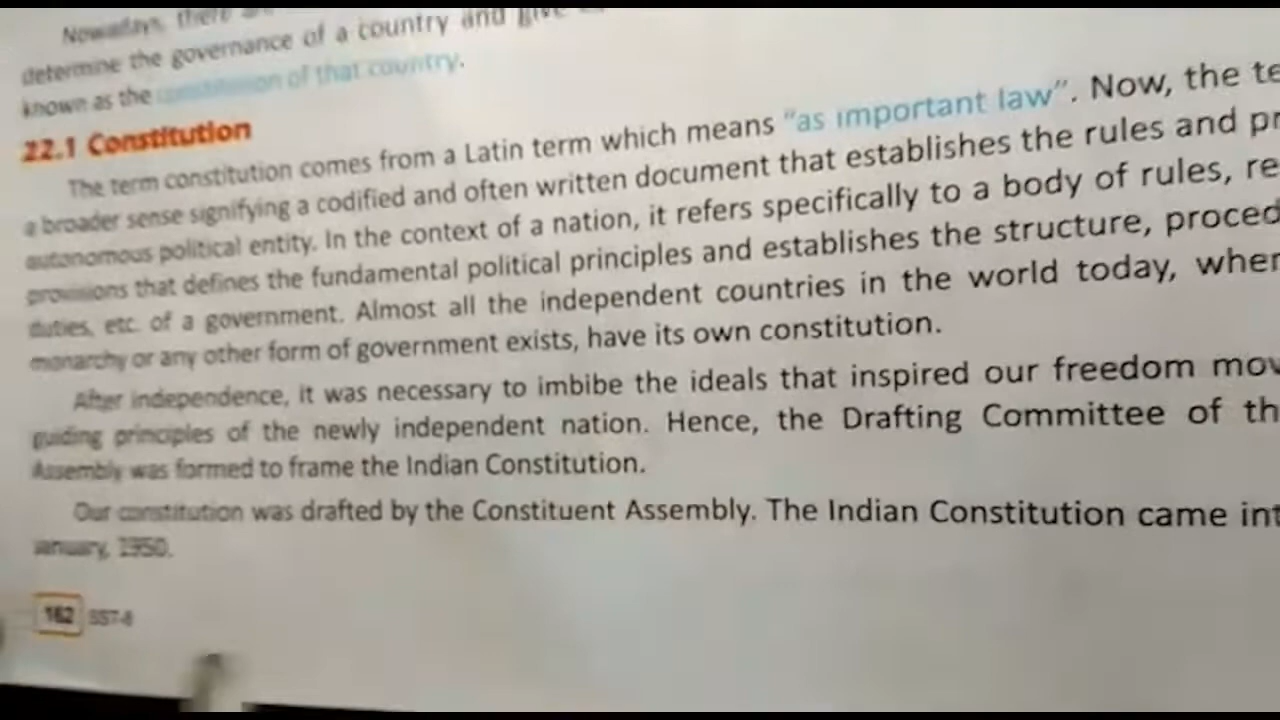 Nowadays, there
determine the governance of a country and give
known as the constitution of that country.
22.1 Constitution
The term constitution comes from a Latin term which means "as important law". Now, the te
a broader sense signifying a codified and often written document that establishes the rules and pr
autonomous political entity. In the context of a nation, it refers specifically to a body of rules, re
provisions that defines the fundamental political principles and establishes the structure, proced
duties, etc. of a government. Almost all the independent countries in the world today, wher
monarchy or any other form of government exists, have its own constitution.
After independence, it was necessary to imbibe the ideals that inspired our freedom mov
guiding principles of the newly independent nation. Hence, the Drafting Committee of th
Assembly was formed to frame the Indian Constitution.
Our constitution was drafted by the Constituent Assembly. The Indian Constitution came int
January, 1950.
162 SST-8